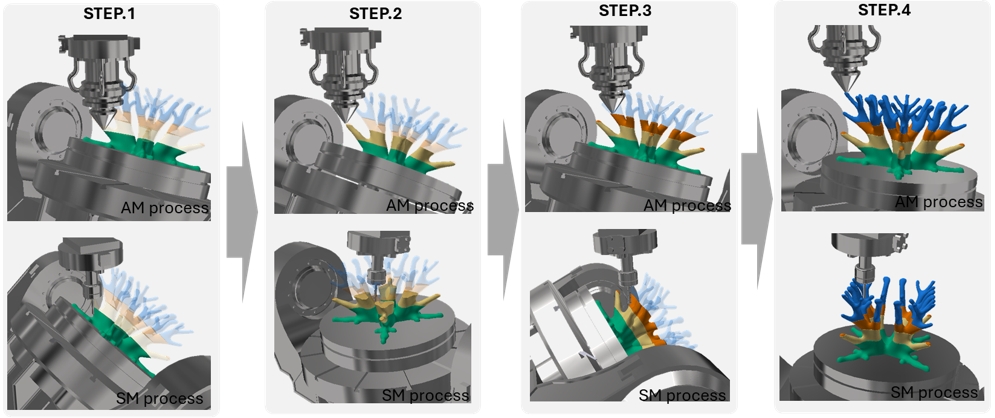 STEP.1
STEP.2
STEP.3
STEP.4
AM process
AM process
AM process
AM process
SM process
SM process
SM process
SM process